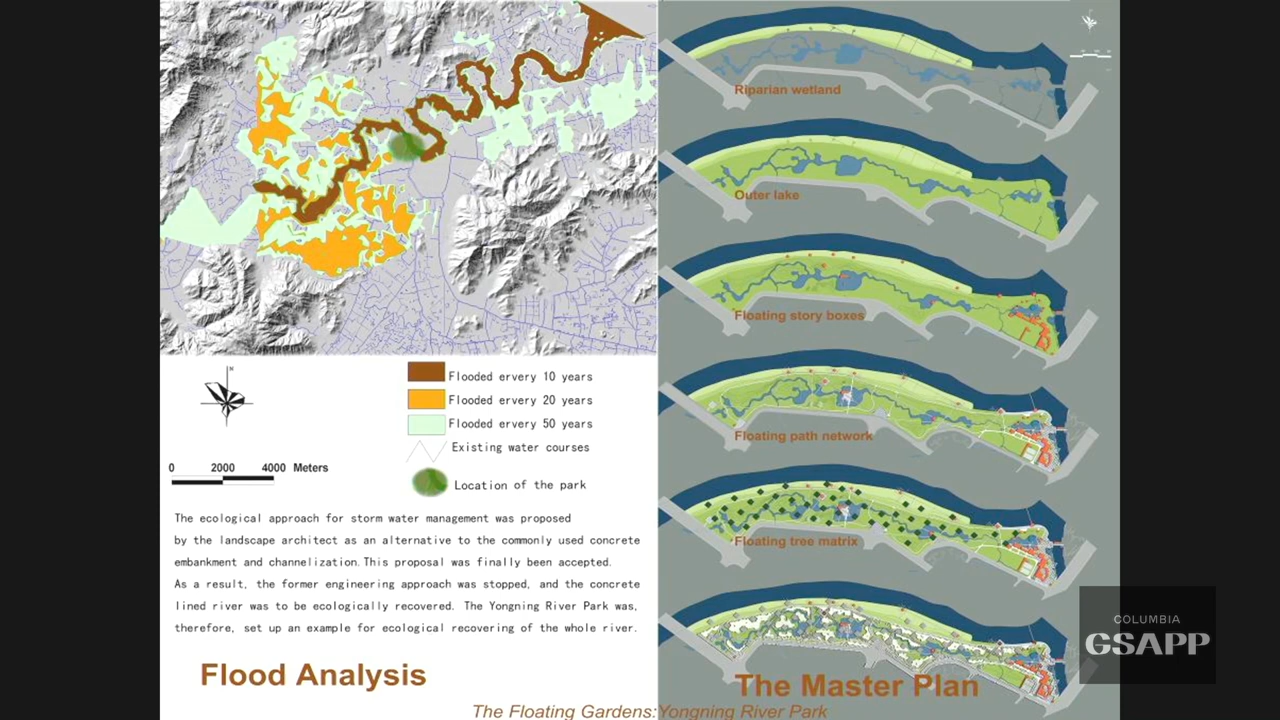 N
0 2000 4000 Meters
Flooded ervery 10 years
Flooded ervery 20 years
Flooded ervery 50 years
Existing water courses
Location of the park
The ecological approach for storm water management was proposed
by the landscape architect as an alternative to the commonly used concrete
embankment and channelization. This proposal was finally been accepted.
As a result, the former engineering approach was stopped, and the concrete
lined river was to be ecologically recovered. The Yongning River Park was,
therefore, set up an example for ecological recovering of the whole river.
Flood Analysis
Riparian wetland
Outer lake
Floating story boxes
Floating path network
Floating tree matrix
The Master Plan
The Floating Gardens:Yongning River Park
COLUMBIA
GSAPP